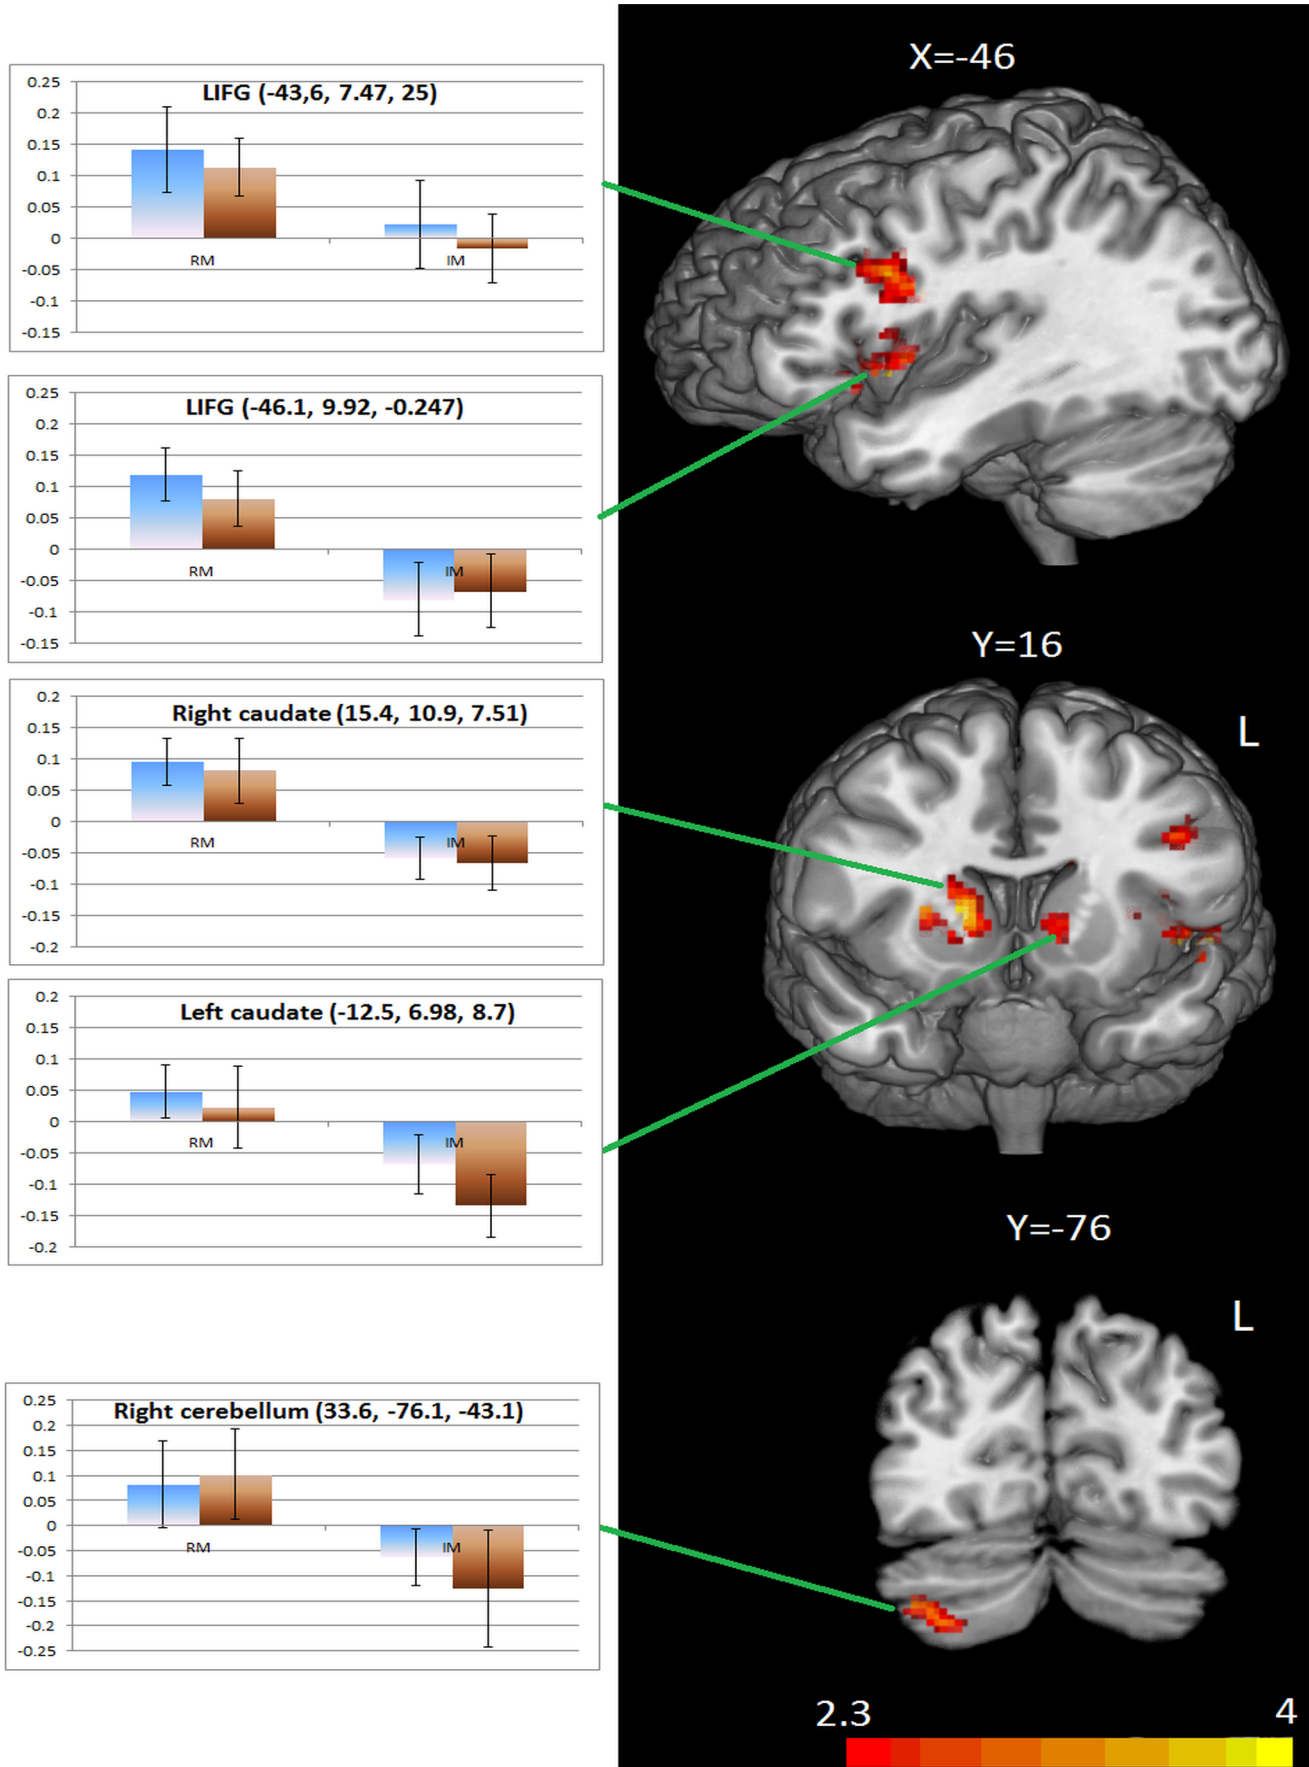 X=-46
LIFG (-43,6, 7.47, 25)
0.25
0.2
0.15
0.1
0.05
0
-0.05
-0.1
-0.15
RM
IM
LIFG (-46.1, 9.92, -0.247)
0.25
0.2
0.15
0.1
0.05
0
-0.05
-0.1
-0.15
RM
IM
Y=16
L
Right caudate (15.4, 10.9, 7.51)
0.2
0.15
0.1
0.05
0
-0.05
-0.1
-0.15
-0.2
RM
IM
Left caudate (-12.5, 6.98, 8.7)
0.2
0.15
0.1
0.05
0
-0.05
-0.1
-0.15
-0.2
RM
IM
Y=-76
L
Right cerebellum (33.6, -76.1, -43.1)
0.25
0.2
0.15
0.1
0.05
0
-0.05
-0.1
-0.15
-0.2
-0.25
RM
IM
2.3
4